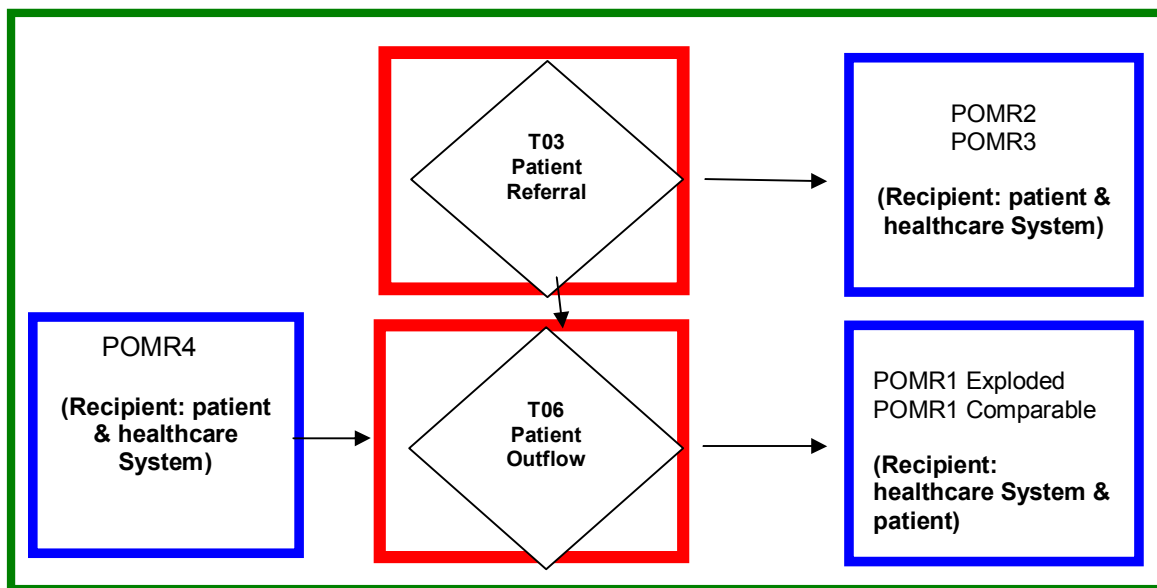 T03
Patient
Referral
POMR2
POMR3
(Recipient: patient &
healthcare System)
POMR4
(Recipient: patient
& healthcare
System)
T06
Patient
Outflow
POMR1 Exploded
POMR1 Comparable
(Recipient:
healthcare System &
patient)